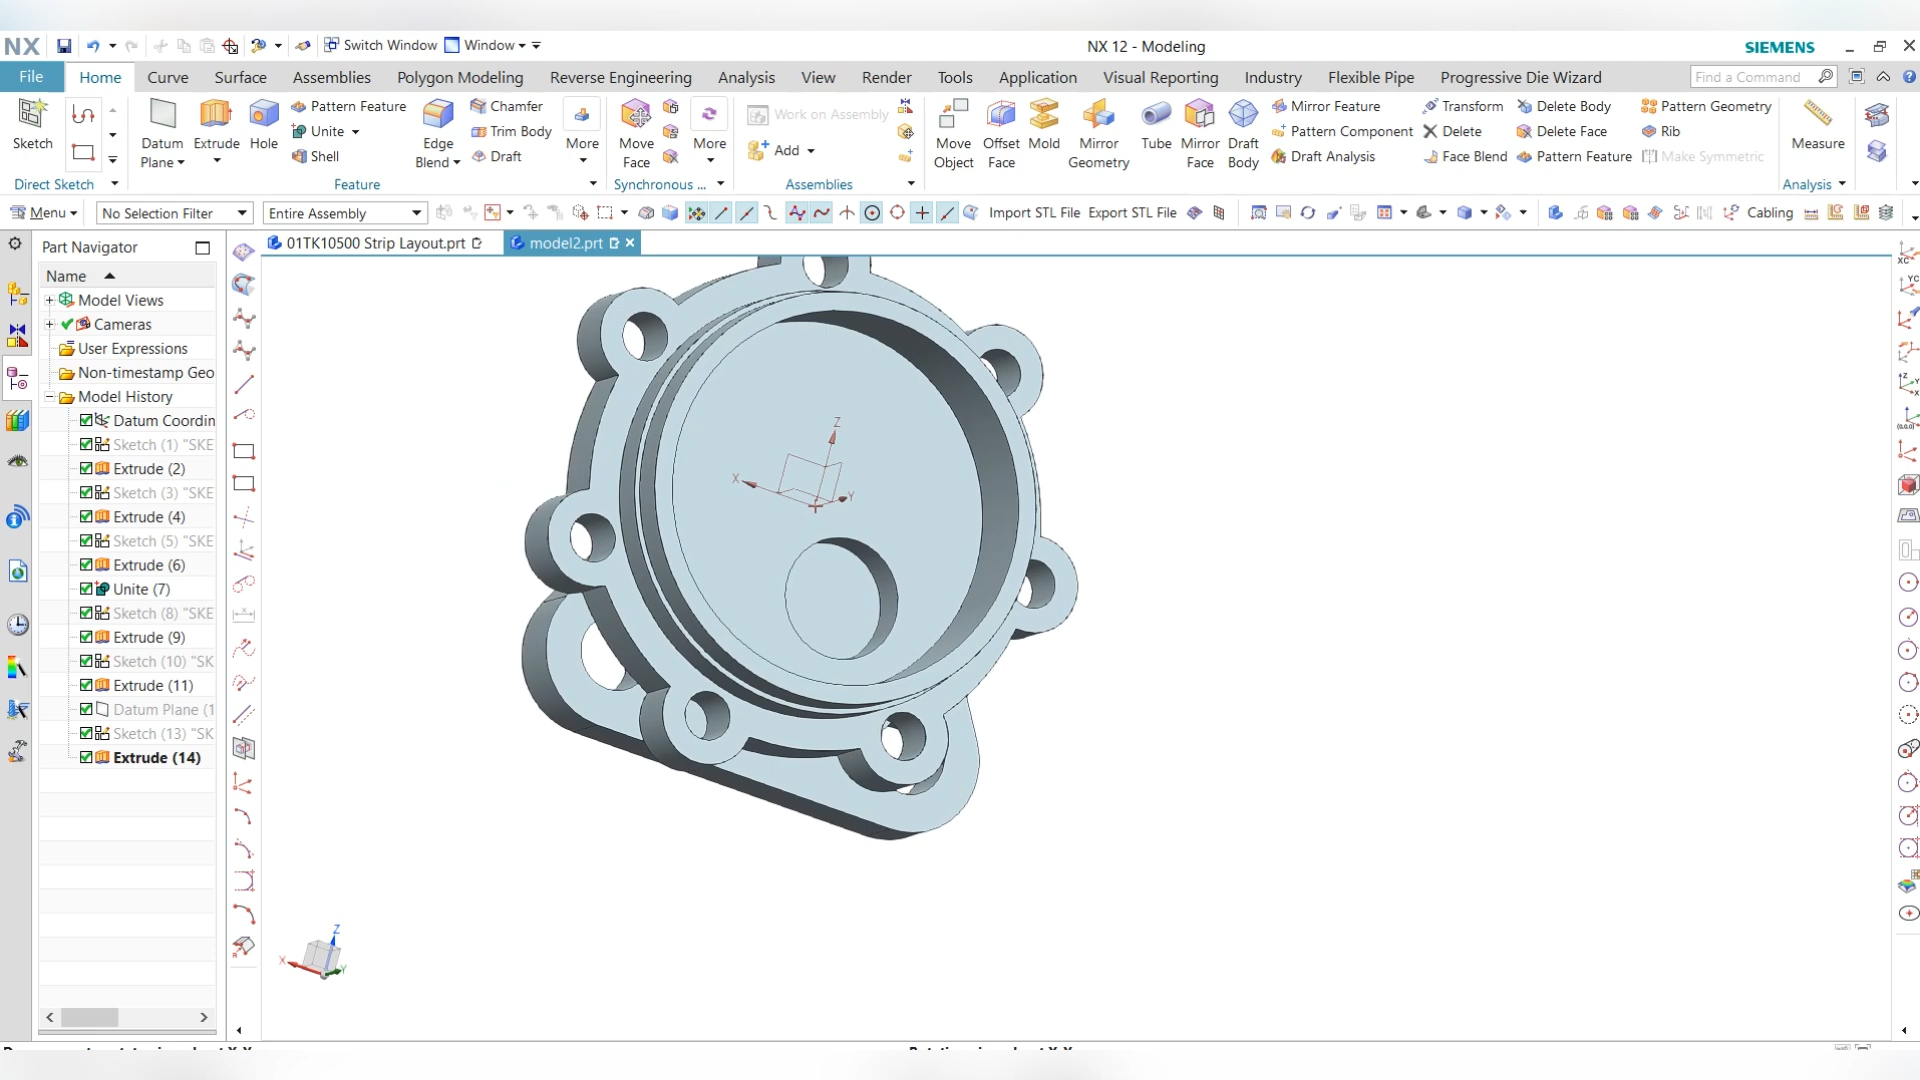 NX Switch Window Window NX 12 - Modeling SIEMENS
File Home Curve Surface Assemblies Polygon Modeling Reverse Engineering Analysis View Render Tools Application Visual Reporting Industry Flexible Pipe Progressive Die Wizard Find a Command
Pattern Feature Chamfer Work on Assembly Mirror Feature Transform Delete Body Pattern Geometry
Unite Trim Body Pattern Component Delete Delete Face Rib
Sketch Datum Plane Extrude Hole Edge Blend More Move Face More Add Move Object Offset Face Mold Mirror Geometry Tube Mirror Face Draft Body Measure
Shell Draft Draft Analysis Face Blend Pattern Feature Make Symmetric
Direct Sketch Feature Synchronous ... Assemblies Analysis
Menu No Selection Filter Entire Assembly Import STL File Export STL File Cabling
Part Navigator 01TK10500 Strip Layout.prt model2.prt
Name
Model Views
Cameras
User Expressions
Non-timestamp Geo
Model History
Datum Coordin
Sketch (1) "SKE
Extrude (2)
Sketch (3) "SKE
Extrude (4)
Sketch (5) "SKE
Extrude (6)
Unite (7)
Sketch (8) "SKE
Extrude (9)
Sketch (10) "SK
Extrude (11)
Datum Plane (1
Sketch (13) "SK
Extrude (14)
Z
X
Y
Z
X
Y